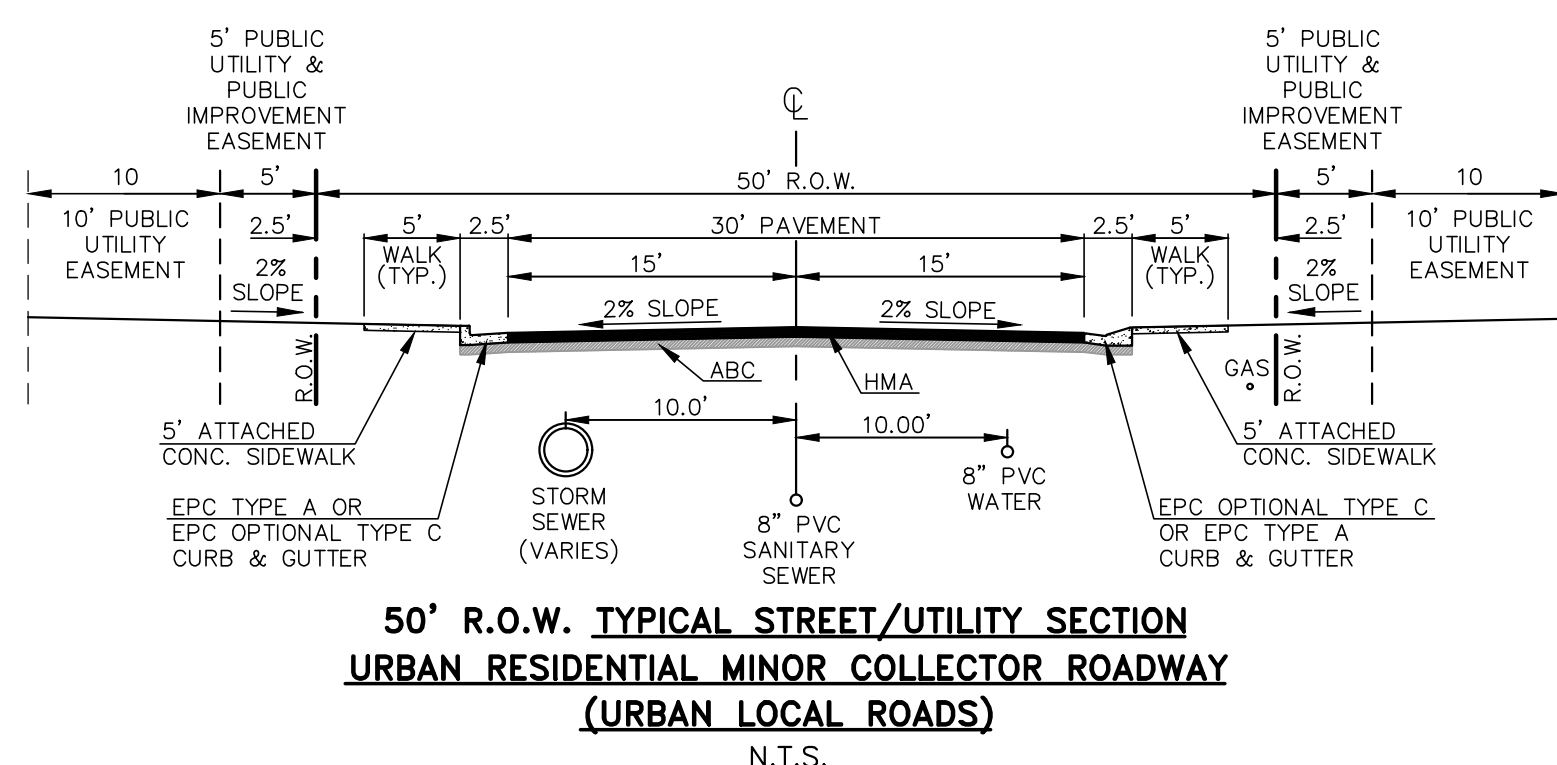 5' PUBLIC
UTILITY &
PUBLIC
IMPROVEMENT
EASEMENT
5' PUBLIC
UTILITY &
PUBLIC
IMPROVEMENT
EASEMENT
℄
10
5'
50' R.O.W.
5'
10
10' PUBLIC
UTILITY
EASEMENT
2.5'
5'
WALK
(TYP.)
2.5'
30' PAVEMENT
2.5'
5'
WALK
(TYP.)
2.5'
10' PUBLIC
UTILITY
EASEMENT
15'
15'
2%
SLOPE
2% SLOPE
2% SLOPE
2%
SLOPE
R.O.W.
ABC
HMA
GAS
R.O.W.
10.0'
10.00'
5' ATTACHED
CONC. SIDEWALK
5' ATTACHED
CONC. SIDEWALK
EPC TYPE A OR
EPC OPTIONAL TYPE C
CURB & GUTTER
STORM
SEWER
(VARIES)
8" PVC
SANITARY
SEWER
8" PVC
WATER
EPC OPTIONAL TYPE C
OR EPC TYPE A
CURB & GUTTER
50' R.O.W. TYPICAL STREET/UTILITY SECTION
URBAN RESIDENTIAL MINOR COLLECTOR ROADWAY
(URBAN LOCAL ROADS)
N.T.S.